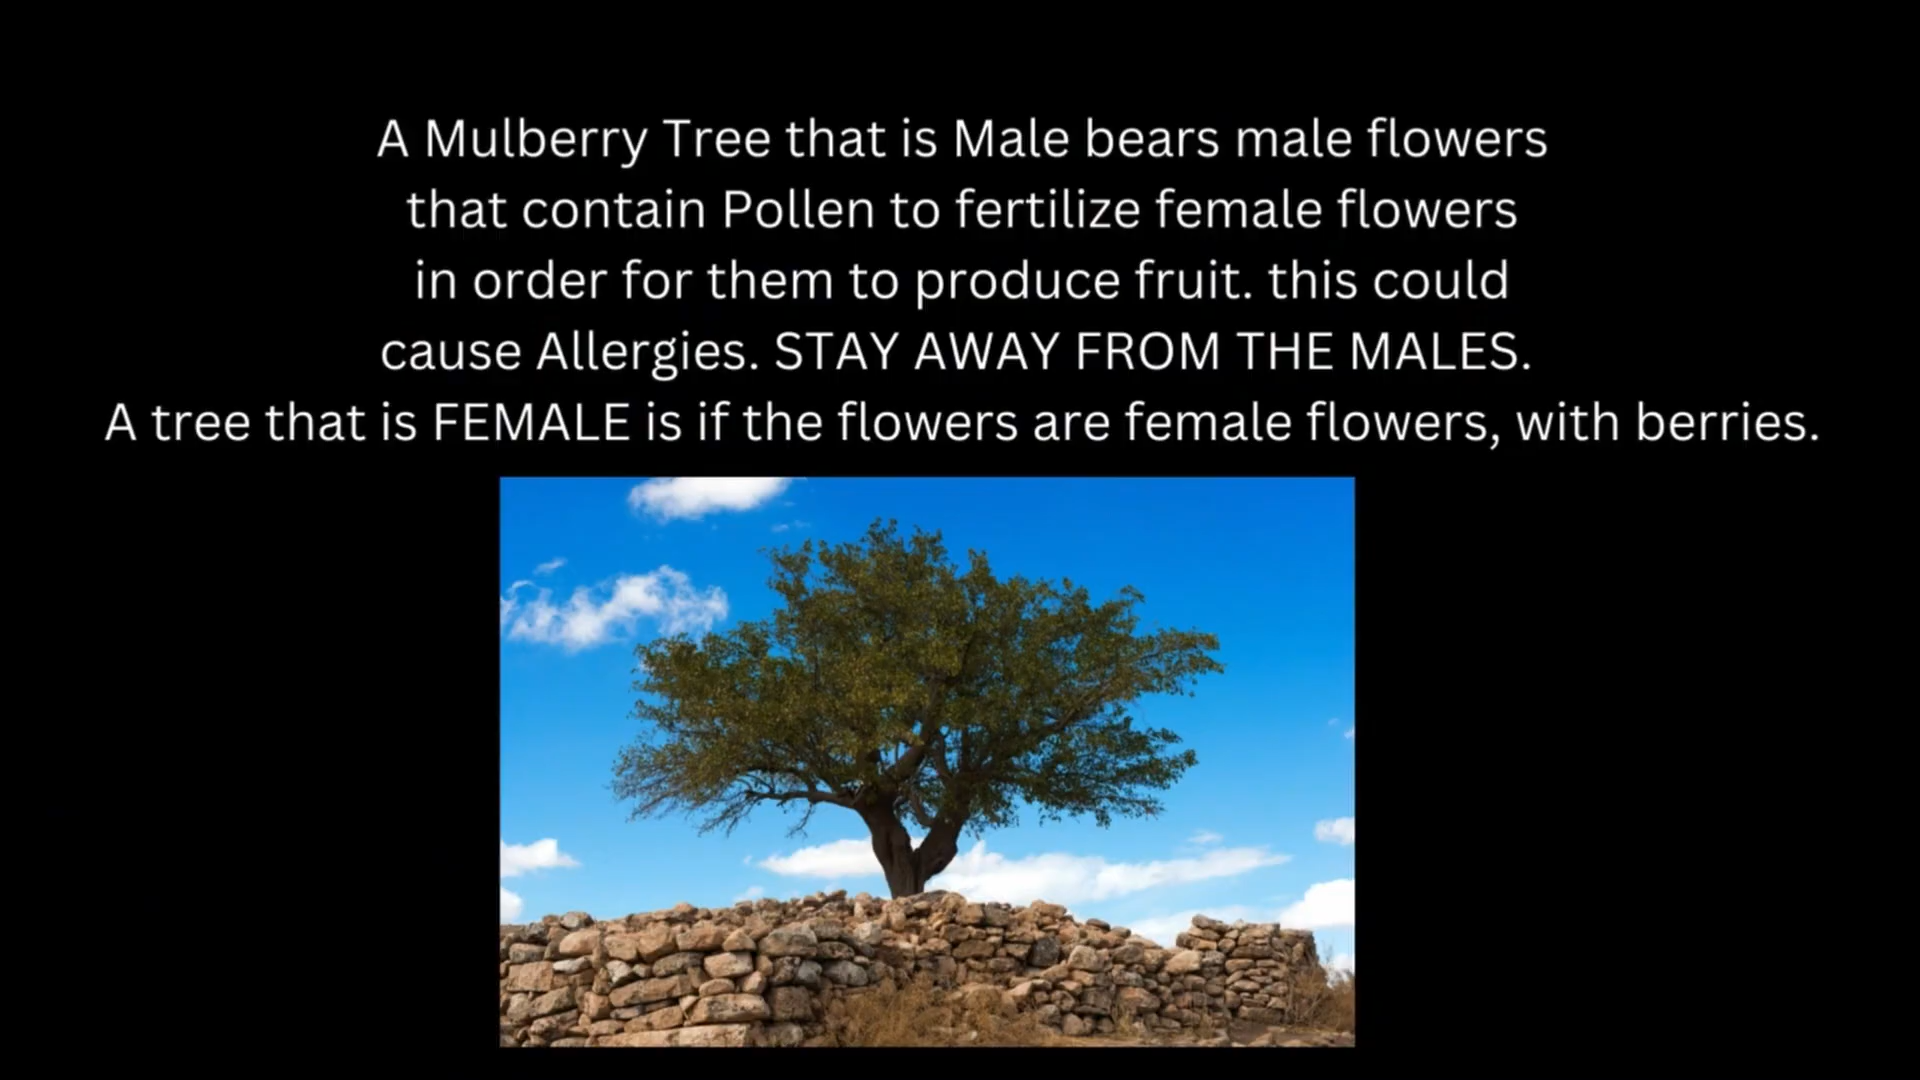 A Mulberry Tree that is Male bears male flowers
that contain Pollen to fertilize female flowers
in order for them to produce fruit. this could
cause Allergies. STAY AWAY FROM THE MALES.
A tree that is FEMALE is if the flowers are female flowers, with berries.